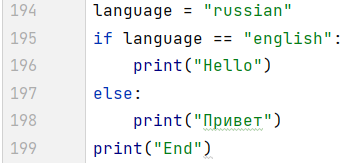 194 language = "russian"
195 if language == "english":
196     print("Hello")
197 else:
198     print("Привет")
199 print("End")